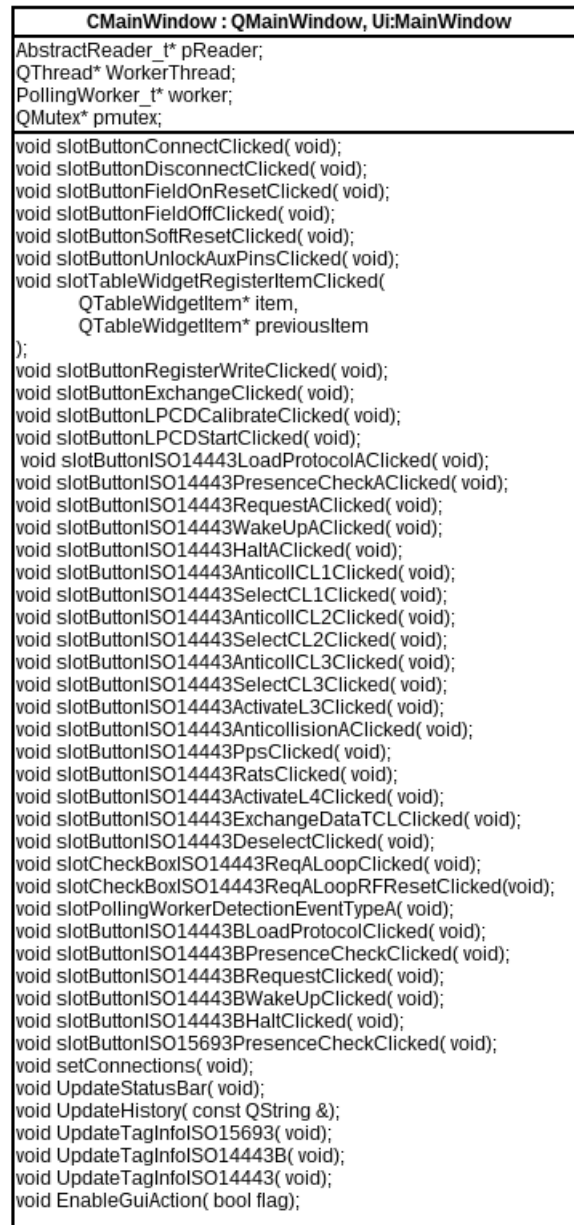 CMainWindow : QMainWindow, Ui:MainWindow
AbstractReader_t* pReader;
QThread* WorkerThread;
PollingWorker_t* worker;
QMutex* pmutex;
void slotButtonConnectClicked( void);
void slotButtonDisconnectClicked( void);
void slotButtonFieldOnResetClicked( void);
void slotButtonFieldOffClicked( void);
void slotButtonSoftResetClicked( void);
void slotButtonUnlockAuxPinsClicked( void);
void slotTableWidgetRegisterItemClicked(
QTableWidgetItem* item,
QTableWidgetItem* previousItem
);
void slotButtonRegisterWriteClicked( void);
void slotButtonExchangeClicked( void);
void slotButtonLPCDCalibrateClicked( void);
void slotButtonLPCDStartClicked( void);
void slotButtonISO14443LoadProtocolAClicked( void);
void slotButtonISO14443PresenceCheckAClicked( void);
void slotButtonISO14443RequestAClicked( void);
void slotButtonISO14443WakeUpAClicked( void);
void slotButtonISO14443HaltAClicked( void);
void slotButtonISO14443AnticollCL1Clicked( void);
void slotButtonISO14443SelectCL1Clicked( void);
void slotButtonISO14443AnticollCL2Clicked( void);
void slotButtonISO14443SelectCL2Clicked( void);
void slotButtonISO14443AnticollCL3Clicked( void);
void slotButtonISO14443SelectCL3Clicked( void);
void slotButtonISO14443ActivateL3Clicked( void);
void slotButtonISO14443AnticollisionAClicked( void);
void slotButtonISO14443PpsClicked( void);
void slotButtonISO14443RatsClicked( void);
void slotButtonISO14443ActivateL4Clicked( void);
void slotButtonISO14443ExchangeDataTCLClicked( void);
void slotButtonISO14443DeselectClicked( void);
void slotCheckBoxISO14443ReqALoopClicked( void);
void slotCheckBoxISO14443ReqALoopRFResetClicked(void);
void slotPollingWorkerDetectionEventTypeA( void);
void slotButtonISO14443BLoadProtocolClicked( void);
void slotButtonISO14443BPresenceCheckClicked( void);
void slotButtonISO14443BRequestClicked( void);
void slotButtonISO14443BWakeUpClicked( void);
void slotButtonISO14443BHaltClicked( void);
void slotButtonISO15693PresenceCheckClicked( void);
void setConnections( void);
void UpdateStatusBar( void);
void UpdateHistory( const QString &);
void UpdateTagInfoISO15693( void);
void UpdateTagInfoISO14443B( void);
void UpdateTagInfoISO14443( void);
void EnableGuiAction( bool flag);